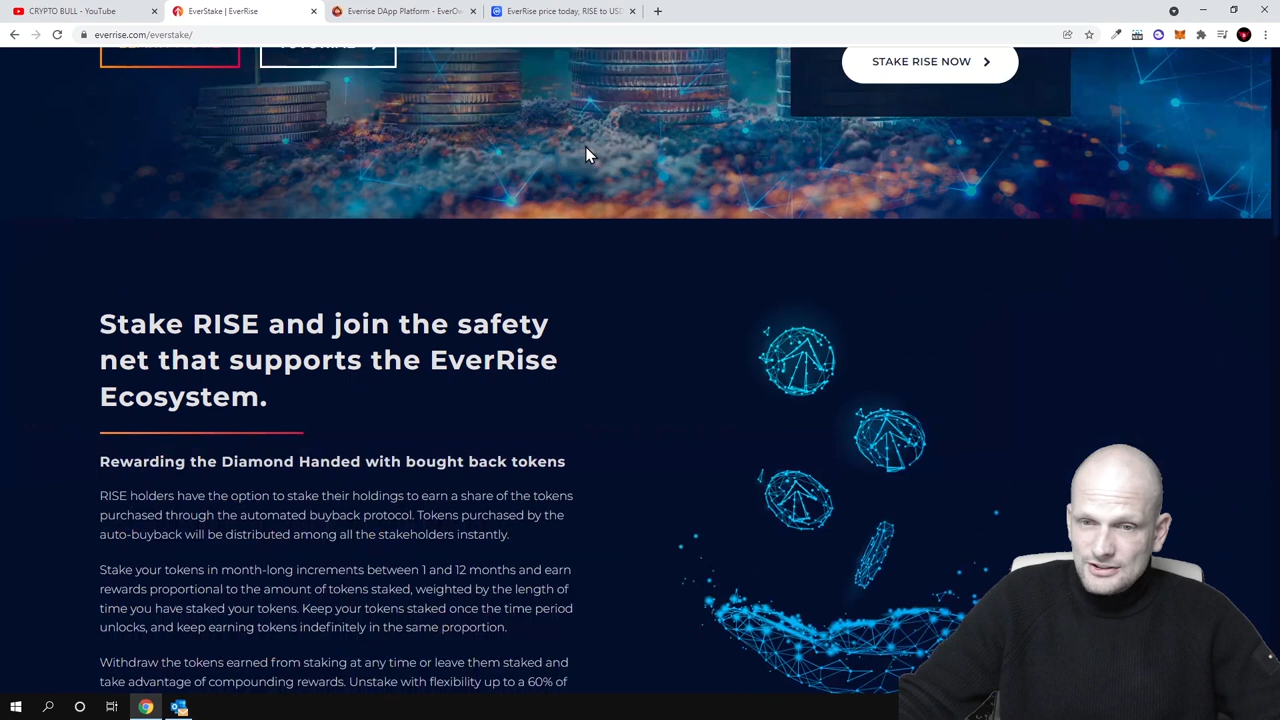 CRYPTO BULL - YouTube
EverStake | EverRise
Everrise DApp Platform - EverOw
EverRise price today, RISE to USD
everrise.com/everstake/
STAKE RISE NOW
Stake RISE and join the safety
net that supports the EverRise
Ecosystem.
Rewarding the Diamond Handed with bought back tokens
RISE holders have the option to stake their holdings to earn a share of the tokens
purchased through the automated buyback protocol. Tokens purchased by the
auto-buyback will be distributed among all the stakeholders instantly.
Stake your tokens in month-long increments between 1 and 12 months and earn
rewards proportional to the amount of tokens staked, weighted by the length of
time you have staked your tokens. Keep your tokens staked once the time period
unlocks, and keep earning tokens indefinitely in the same proportion.
Withdraw the tokens earned from staking at any time or leave them staked and
take advantage of compounding rewards. Unstake with flexibility up to a 60% of